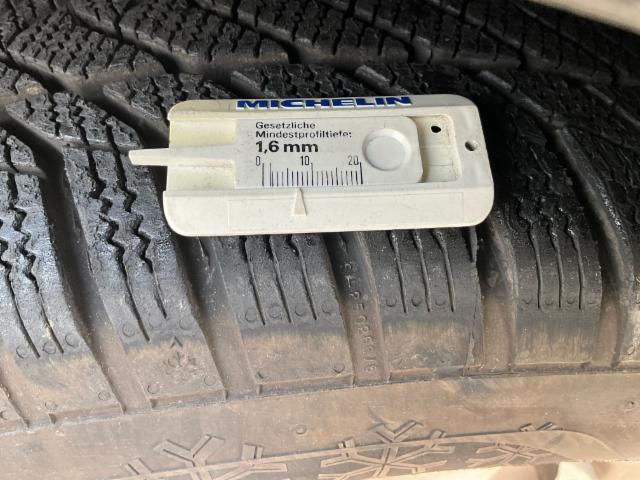 MICHELIN
Gesetzliche
Mindestprofiltiefe:
1,6 mm
0 10 20